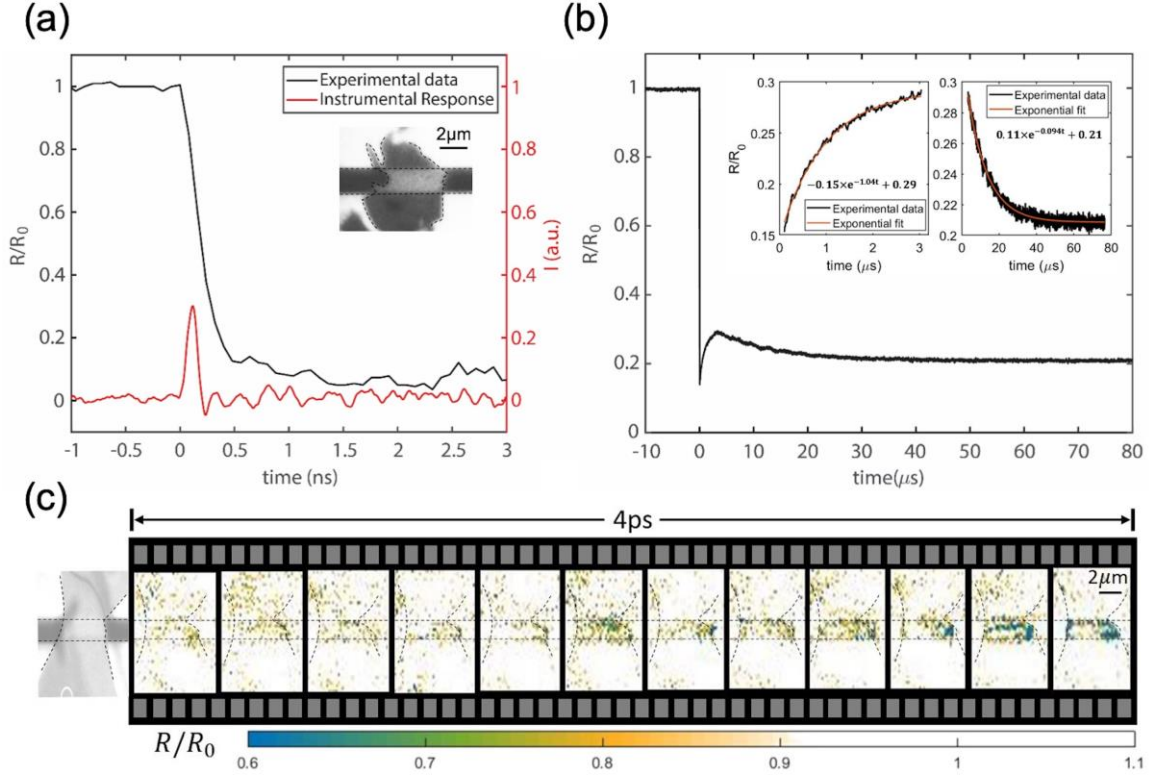 (a)
Experimental data
Instrumental Response
2μm
R/R0
1
0.8
0.6
0.4
0.2
0
I (a.u.)
1
0.8
0.6
0.4
0.2
0
-1 -0.5 0 0.5 1 1.5 2 2.5 3
time (ns)
(b)
R/R0
1
0.8
0.6
0.4
0.2
0
-10 0 10 20 30 40 50 60 70 80
time(μs)
R/R0
0.3
0.25
0.2
0.15
−0.15×e−1.04t + 0.29
Experimental data
Exponential fit
0 1 2 3
time (μs)
0.3
0.28
0.26
0.24
0.22
0.2
Experimental data
Exponential fit
0.11×e−0.094t + 0.21
0 20 40 60 80
time (μs)
(c)
4ps
2μm
R/R0
0.6 0.7 0.8 0.9 1 1.1